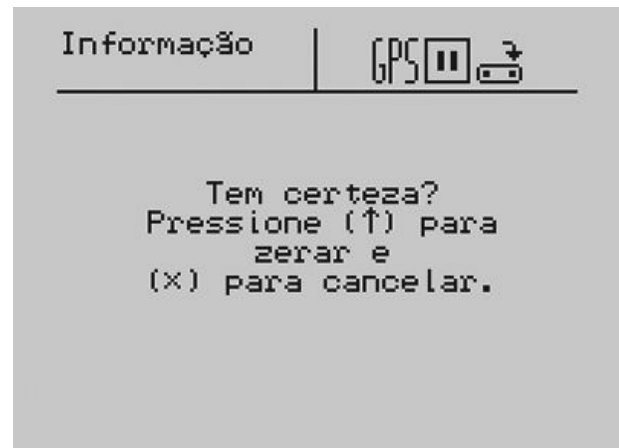 Informação
GPS
Tem certeza?
Pressione (↑) para
zerar e
(×) para cancelar.